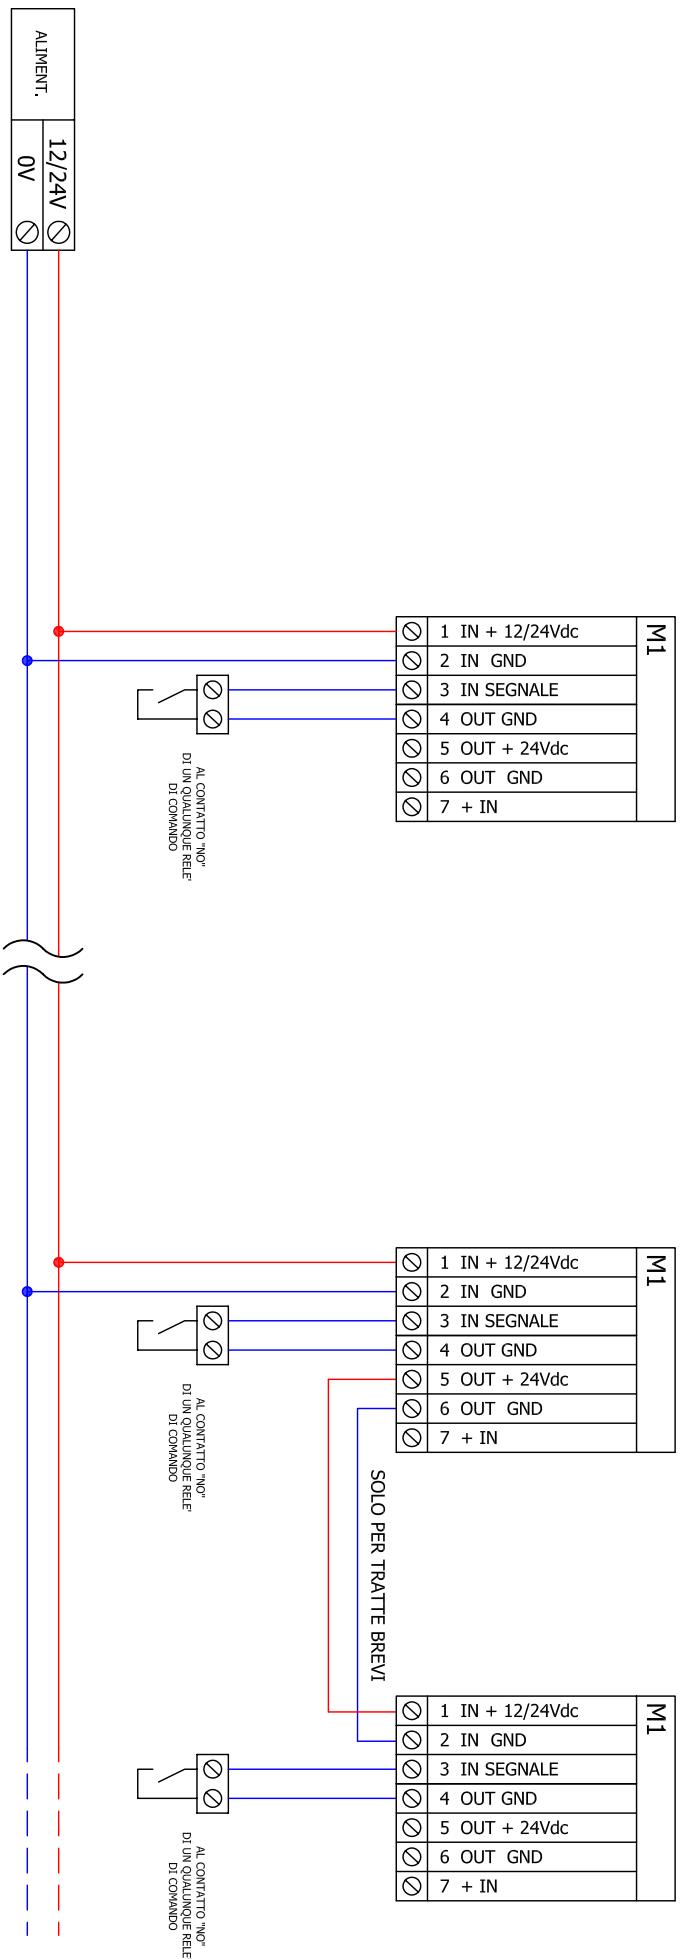 ALIMENT.
12/24V
0V
M1
1 IN + 12/24Vdc
2 IN GND
3 IN SEGNALE
4 OUT GND
5 OUT + 24Vdc
6 OUT GND
7 + IN
AL CONTATTO "NO"
DI UN QUALUNQUE RELE'
DI COMANDO
M1
1 IN + 12/24Vdc
2 IN GND
3 IN SEGNALE
4 OUT GND
5 OUT + 24Vdc
6 OUT GND
7 + IN
AL CONTATTO "NO"
DI UN QUALUNQUE RELE'
DI COMANDO
SOLO PER TRATTE BREVI
M1
1 IN + 12/24Vdc
2 IN GND
3 IN SEGNALE
4 OUT GND
5 OUT + 24Vdc
6 OUT GND
7 + IN
AL CONTATTO "NO"
DI UN QUALUNQUE RELE
DI COMANDO